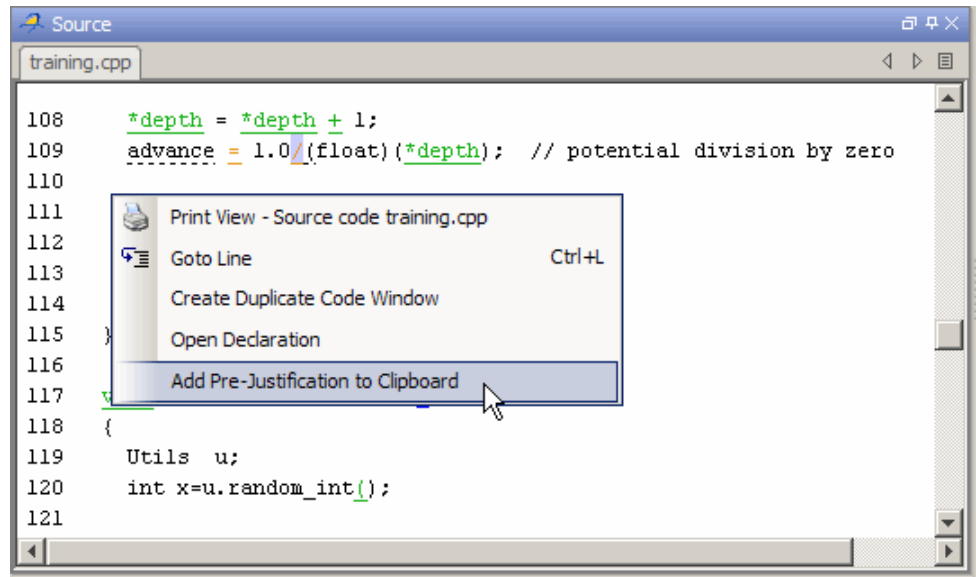 Source
training.cpp
108 *depth = *depth + 1;
109 advance = 1.0/(float)(*depth); // potential division by zero
110
111 Print View - Source code training.cpp
112
Goto Line Ctrl+L
113
114 Create Duplicate Code Window
115 } Open Declaration
116
Add Pre-Justification to Clipboard
117
118 {
119 Utils u;
120 int x=u.random_int();
121